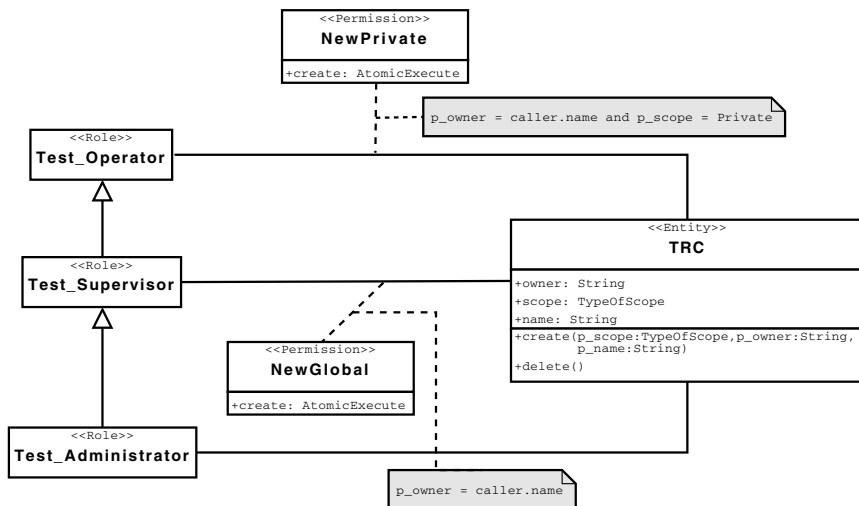 <<Permission>>
NewPrivate
+create: AtomicExecute
p_owner = caller.name and p_scope = Private
<<Role>>
Test_Operator
<<Entity>>
TRC
+owner: String
+scope: TypeOfScope
+name: String
+create(p_scope:TypeOfScope,p_owner:String,
p_name:String)
+delete()
<<Role>>
Test_Supervisor
<<Permission>>
NewGlobal
+create: AtomicExecute
<<Role>>
Test_Administrator
p_owner = caller.name